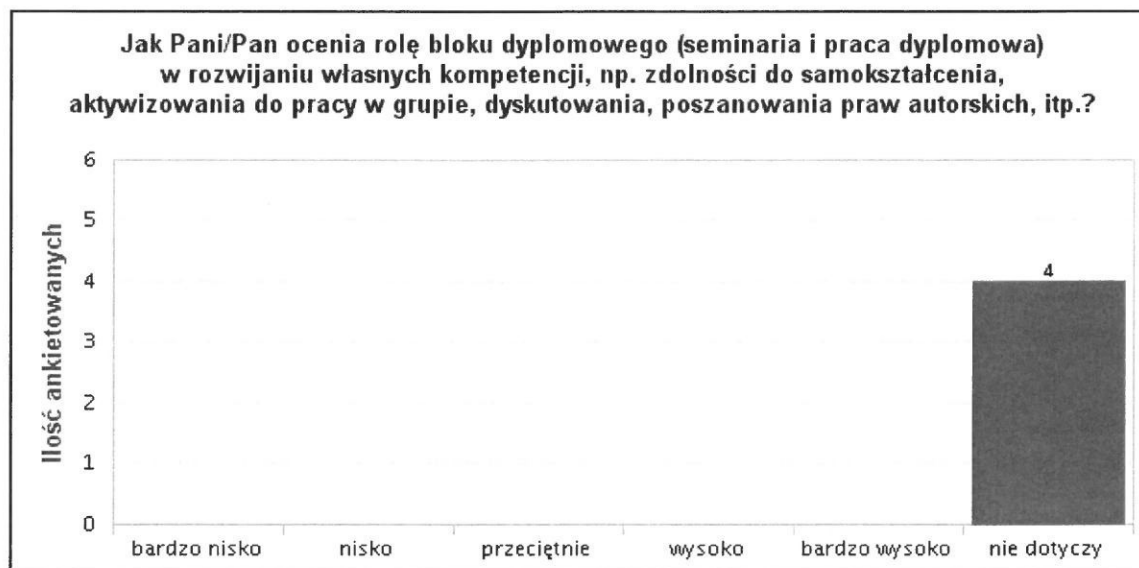 Jak Pani/Pan ocenia rolę bloku dyplomowego (seminaria i praca dyplomowa)
w rozwijaniu własnych kompetencji, np. zdolności do samokształcenia,
aktywizowania do pracy w grupie, dyskutowania, poszanowania praw autorskich, itp.?
Ilość ankietowanych
6
5
4
3
2
1
0
4
bardzo nisko
nisko
przeciętnie
wysoko
bardzo wysoko
nie dotyczy